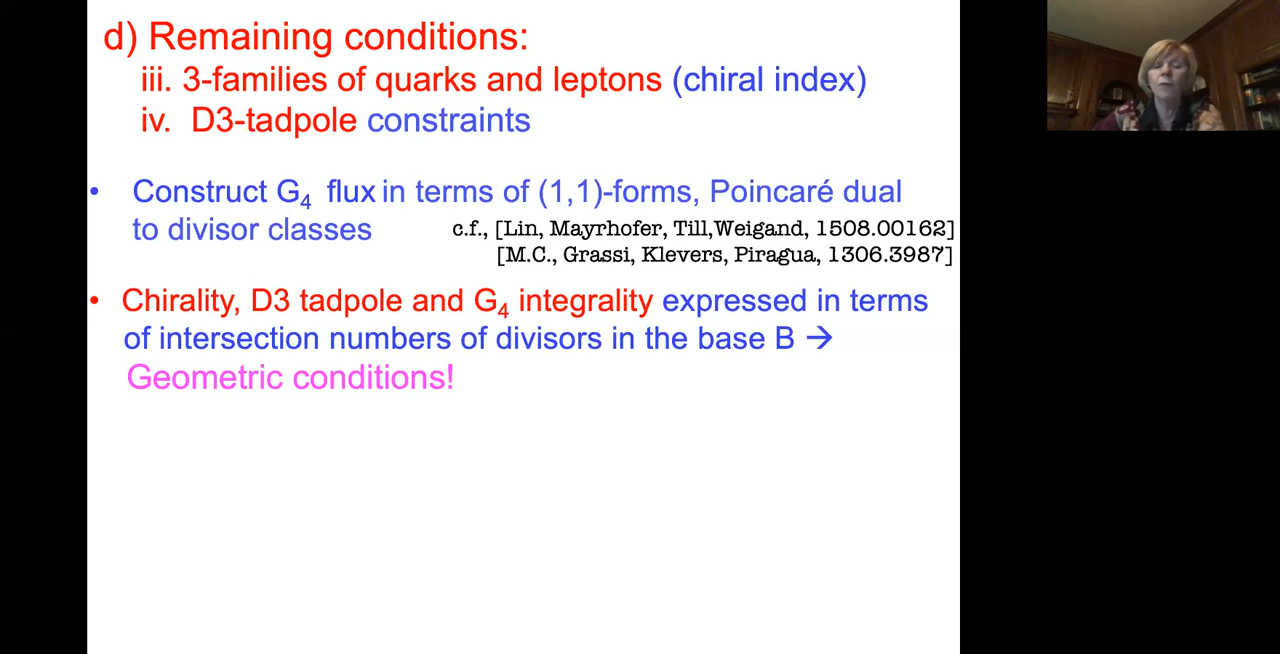 d) Remaining conditions:
iii. 3-families of quarks and leptons (chiral index)
iv. D3-tadpole constraints
• Construct G₄ flux in terms of (1,1)-forms, Poincaré dual
to divisor classes
c.f., [Lin, Mayrhofer, Till,Weigand, 1508.00162]
[M.C., Grassi, Klevers, Piragua, 1306.3987]
• Chirality, D3 tadpole and G₄ integrality expressed in terms
of intersection numbers of divisors in the base B →
Geometric conditions!